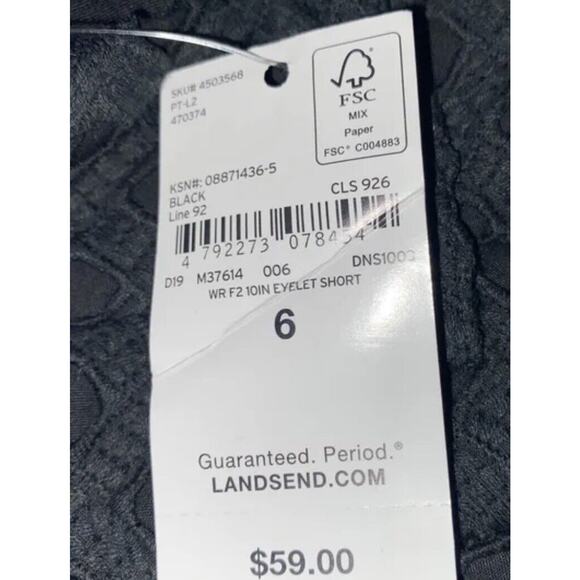 SKU# 4503568
PT-L2
470374
FSC
MIX
Paper
FSC® C004883
KSN#: 08871436-5
BLACK
Line 92
CLS 926
4 792273 078454
D19 M37614 006 DNS1000
WR F2 10IN EYELET SHORT
6
Guaranteed. Period.®
LANDSEND.COM
$59.00